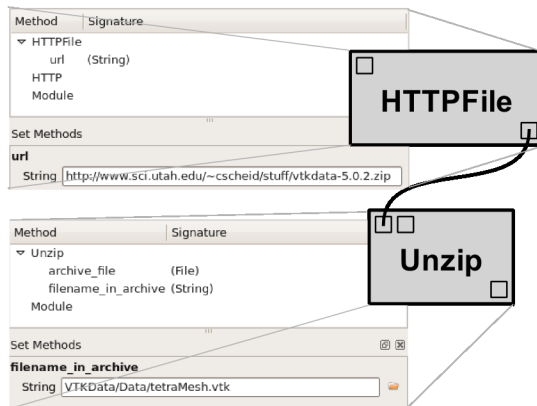 Method Signature
HTTPFile
url (String)
HTTP
Module
Set Methods
url
String http://www.sci.utah.edu/~cscheid/stuff/vtkdata-5.0.2.zip
HTTPFile
Method Signature
Unzip
archive_file (File)
filename_in_archive (String)
Module
Set Methods
filename_in_archive
String VTKData/Data/tetraMesh.vtk
Unzip